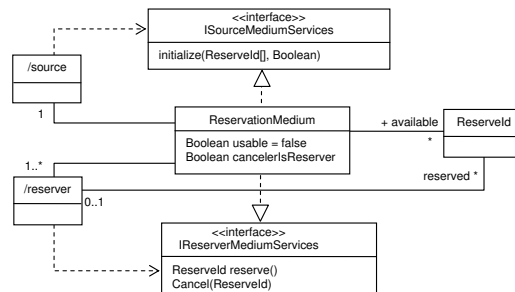 <<interface>>
ISourceMediumServices
initialize(ReserveId[], Boolean)
/source
1
ReservationMedium
Boolean usable = false
Boolean cancelerIsReserver
+ available
*
ReserveId
1..*
/reserver
0..1
reserved *
<<interface>>
IReserverMediumServices
ReserveId reserve()
Cancel(ReserveId)